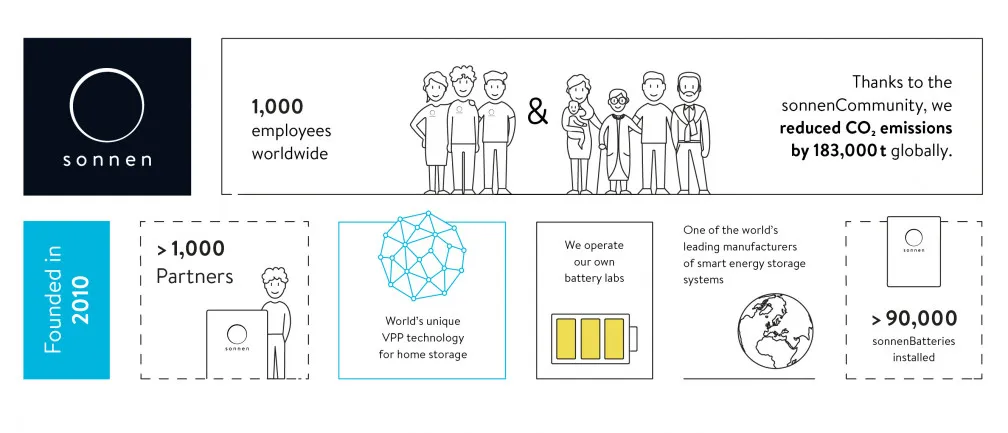 sonnen
1,000
employees
worldwide
&
Thanks to the
sonnenCommunity, we
reduced CO₂ emissions
by 183,000 t globally.
Founded in
2010
> 1,000
Partners
sonnen
World's unique
VPP technology
for home storage
We operate
our own
battery labs
One of the world's
leading manufacturers
of smart energy storage
systems
sonnen
> 90,000
sonnenBatteries
installed